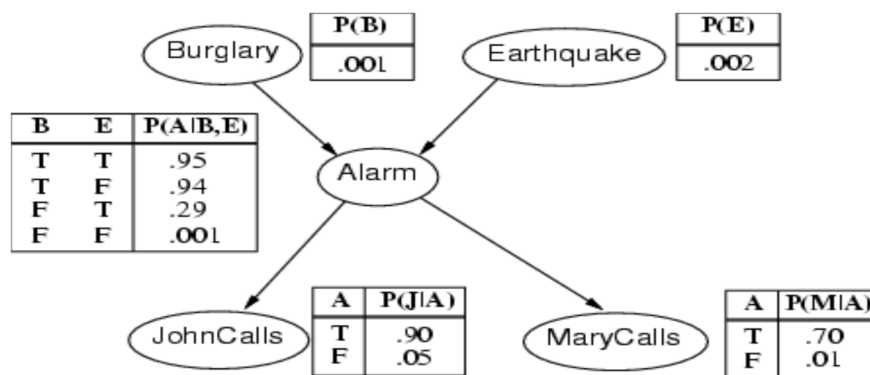 Burglary
P(B)
.001
Earthquake
P(E)
.002
B E P(A|B,E)
T T .95
T F .94
F T .29
F F .001
Alarm
JohnCalls
A P(J|A)
T .90
F .05
MaryCalls
A P(M|A)
T .70
F .01